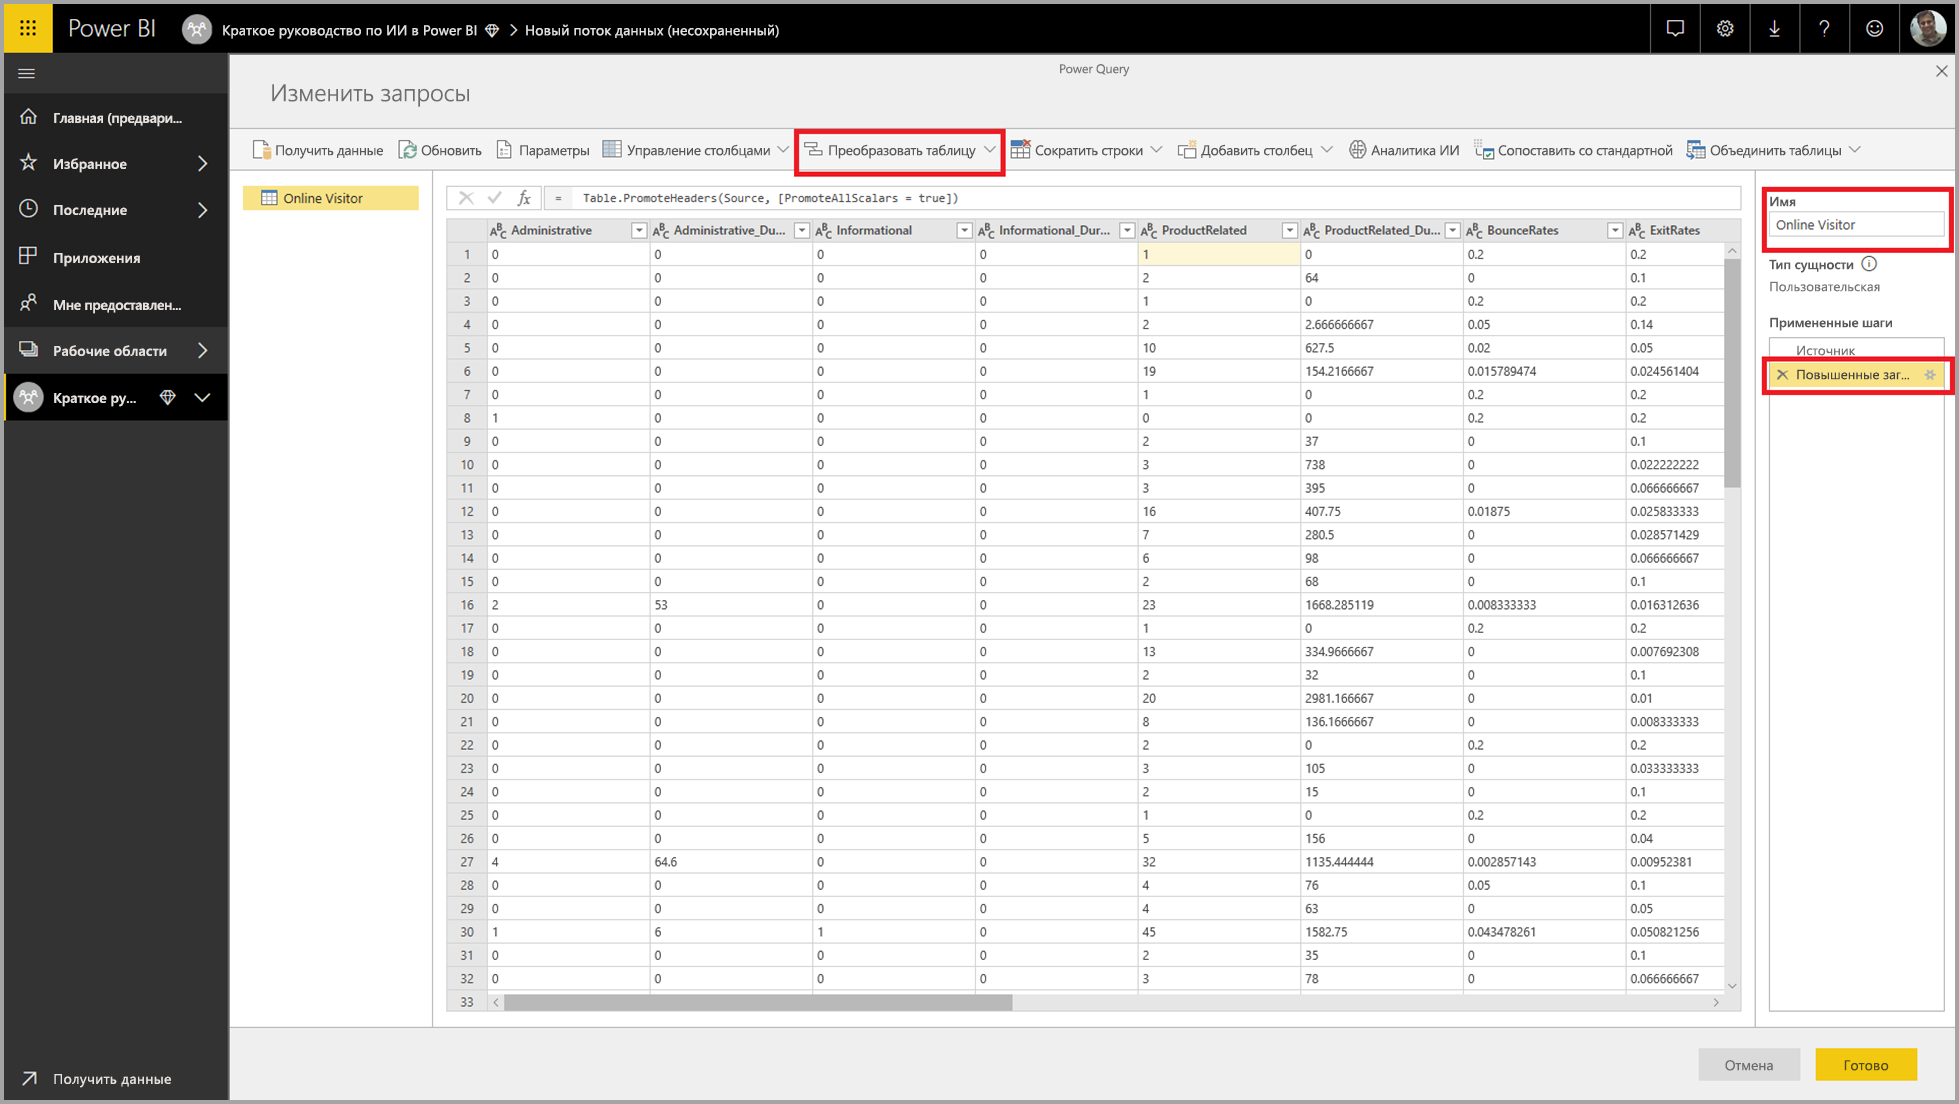 Power BI Краткое руководство по ИИ в Power BI > Новый поток данных (несохраненный)
Power Query
Изменить запросы
Главная (предвари...
Избранное
Последние
Приложения
Мне предоставлен...
Рабочие области
Краткое ру...
Получить данные
Получить данные Обновить Параметры Управление столбцами Преобразовать таблицу Сократить строки Добавить столбец Аналитика ИИ Сопоставить со стандартной Объединить таблицы
Online Visitor
fx = Table.PromoteHeaders(Source, [PromoteAllScalars = true])
ABC Administrative ABC Administrative_Du... ABC Informational ABC Informational_Dur... ABC ProductRelated ABC ProductRelated_Du... ABC BounceRates ABC ExitRates
1 0 0 0 0 1 0 0.2 0.2
2 0 0 0 0 2 64 0 0.1
3 0 0 0 0 1 0 0.2 0.2
4 0 0 0 0 2 2.666666667 0.05 0.14
5 0 0 0 0 10 627.5 0.02 0.05
6 0 0 0 0 19 154.2166667 0.015789474 0.024561404
7 0 0 0 0 1 0 0.2 0.2
8 1 0 0 0 0 0 0.2 0.2
9 0 0 0 0 2 37 0 0.1
10 0 0 0 0 3 738 0 0.022222222
11 0 0 0 0 3 395 0 0.066666667
12 0 0 0 0 16 407.75 0.01875 0.025833333
13 0 0 0 0 7 280.5 0 0.028571429
14 0 0 0 0 6 98 0 0.066666667
15 0 0 0 0 2 68 0 0.1
16 2 53 0 0 23 1668.285119 0.008333333 0.016312636
17 0 0 0 0 1 0 0.2 0.2
18 0 0 0 0 13 334.9666667 0 0.007692308
19 0 0 0 0 2 32 0 0.1
20 0 0 0 0 20 2981.166667 0 0.01
21 0 0 0 0 8 136.1666667 0 0.008333333
22 0 0 0 0 2 0 0.2 0.2
23 0 0 0 0 3 105 0 0.033333333
24 0 0 0 0 2 15 0 0.1
25 0 0 0 0 1 0 0.2 0.2
26 0 0 0 0 5 156 0 0.04
27 4 64.6 0 0 32 1135.444444 0.002857143 0.00952381
28 0 0 0 0 4 76 0.05 0.1
29 0 0 0 0 4 63 0 0.05
30 1 6 1 0 45 1582.75 0.043478261 0.050821256
31 0 0 0 0 2 35 0 0.1
32 0 0 0 0 3 78 0 0.066666667
33
Имя
Online Visitor
Тип сущности
Пользовательская
Примененные шаги
Источник
Повышенные заг...
Отмена Готово